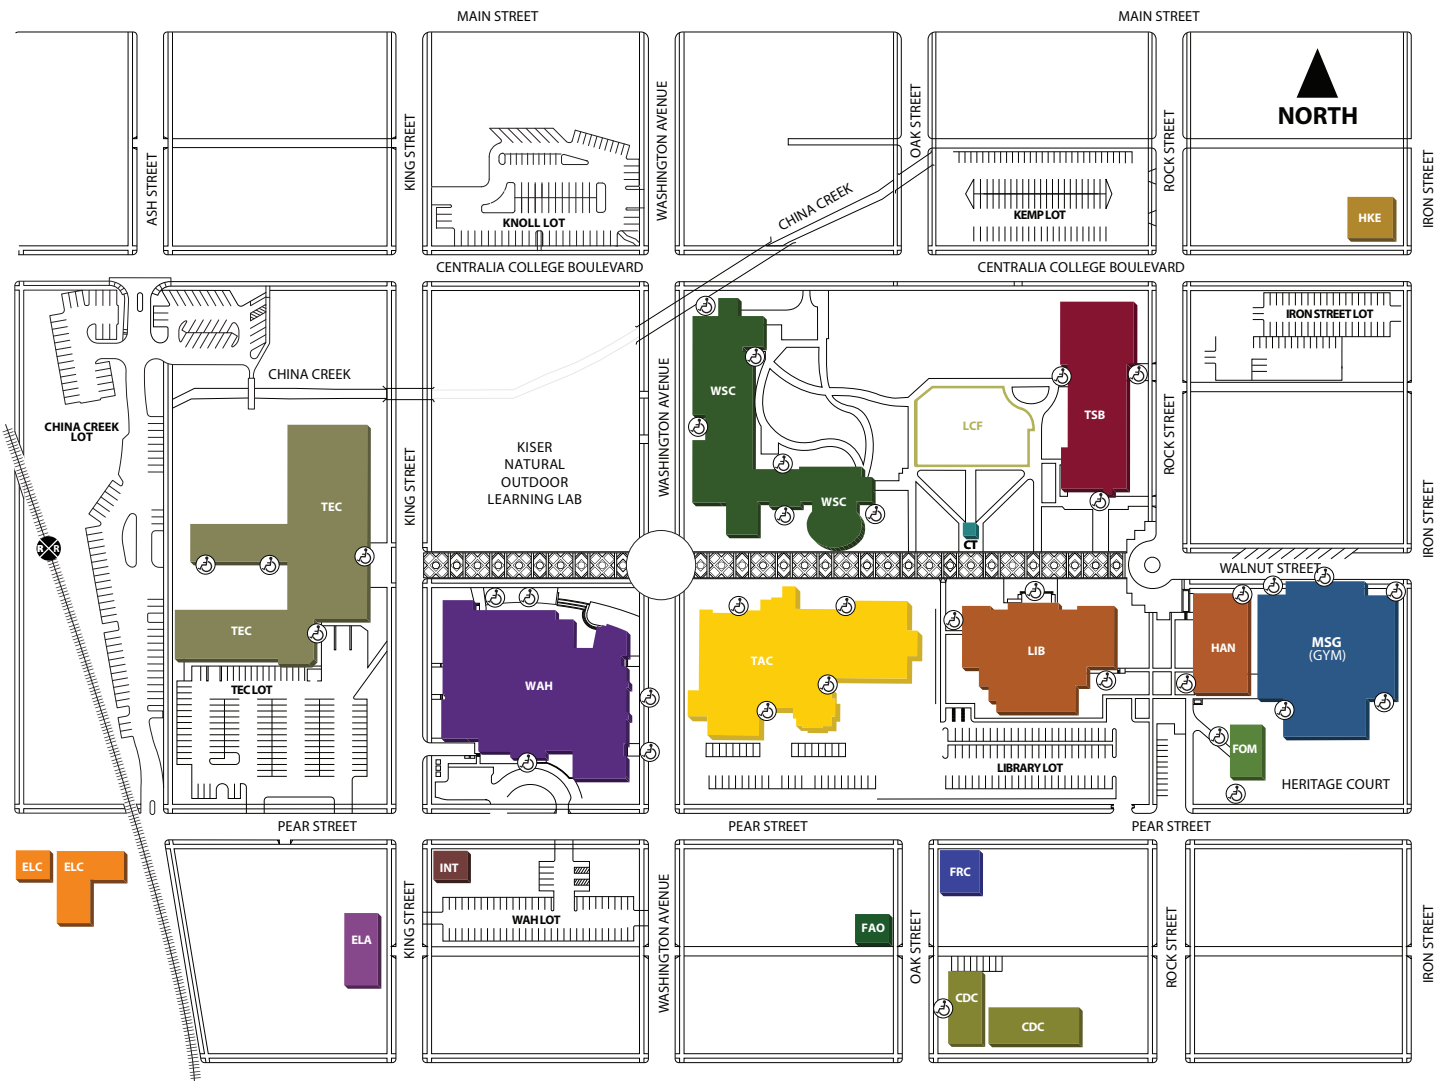 MAIN STREET
MAIN STREET
NORTH
ASH STREET
KING STREET
WASHINGTON AVENUE
OAK STREET
ROCK STREET
IRON STREET
KNOLL LOT
CHINA CREEK
KEMP LOT
HKE
CENTRALIA COLLEGE BOULEVARD
CENTRALIA COLLEGE BOULEVARD
IRON STREET LOT
CHINA CREEK
CHINA CREEK
LOT
KISER
NATURAL
OUTDOOR
LEARNING LAB
KING STREET
WASHINGTON AVENUE
WSC
WSC
LCF
TSB
ROCK STREET
IRON STREET
TEC
TEC
CT
R R
WALNUT STREET
WAH
TAC
LIB
HAN
MSG
(GYM)
TEC LOT
FOM
LIBRARY LOT
HERITAGE COURT
PEAR STREET
PEAR STREET
PEAR STREET
ELC
ELC
INT
FRC
WAH LOT
ELA
KING STREET
WASHINGTON AVENUE
FAO
OAK STREET
ROCK STREET
IRON STREET
CDC
CDC